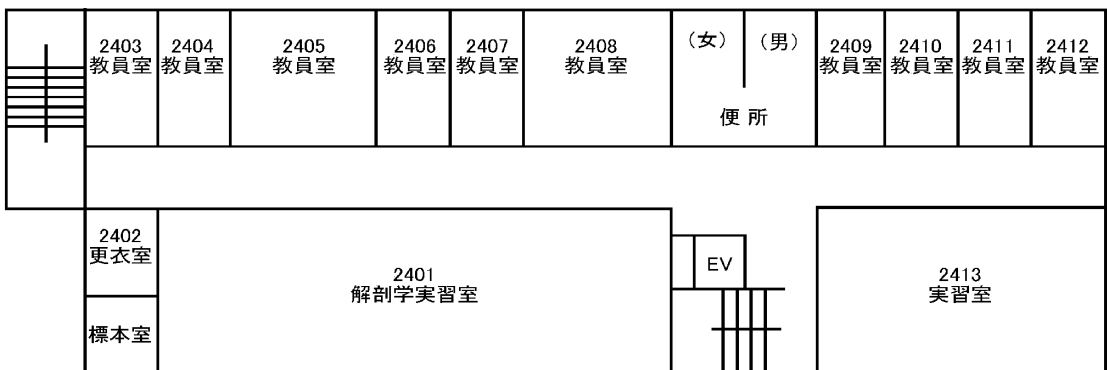 2403
教員室
2404
教員室
2405
教員室
2406
教員室
2407
教員室
2408
教員室
（女）
（男）
便 所
2409
教員室
2410
教員室
2411
教員室
2412
教員室
2402
更衣室
標本室
2401
解剖学実習室
EV
2413
実習室